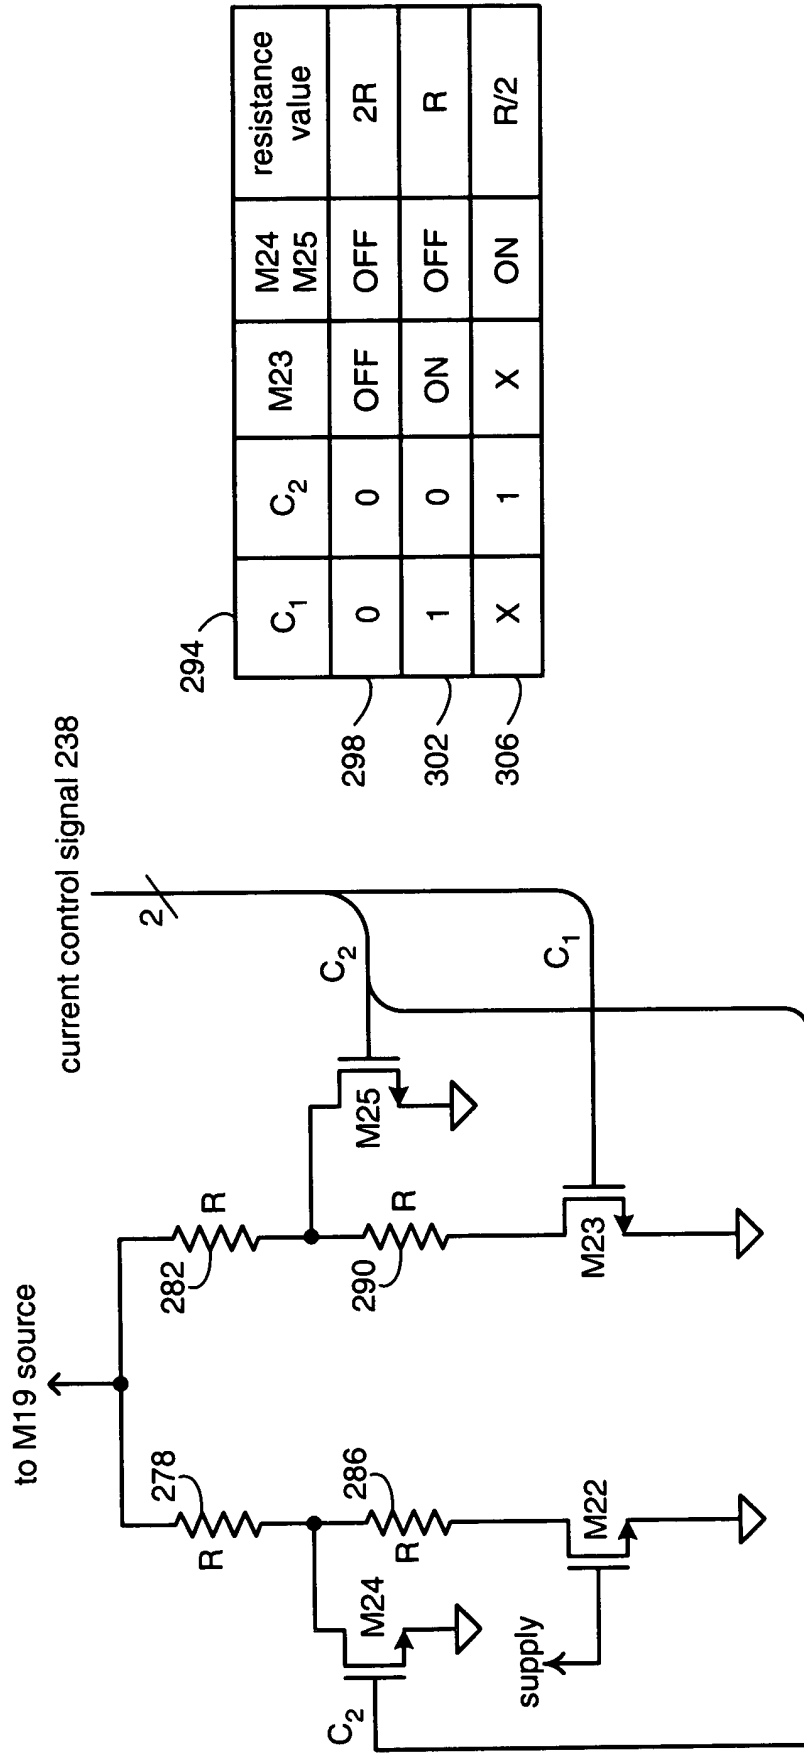 to M19 source
current control signal 238
2
278
R
282
R
C2
M24
286
R
290
R
M25
C2
supply
M22
M23
C1
294
C1 C2 M23 M24 M25 resistance value
298 0 0 OFF OFF 2R
302 1 0 ON OFF R
306 X 1 X ON R/2